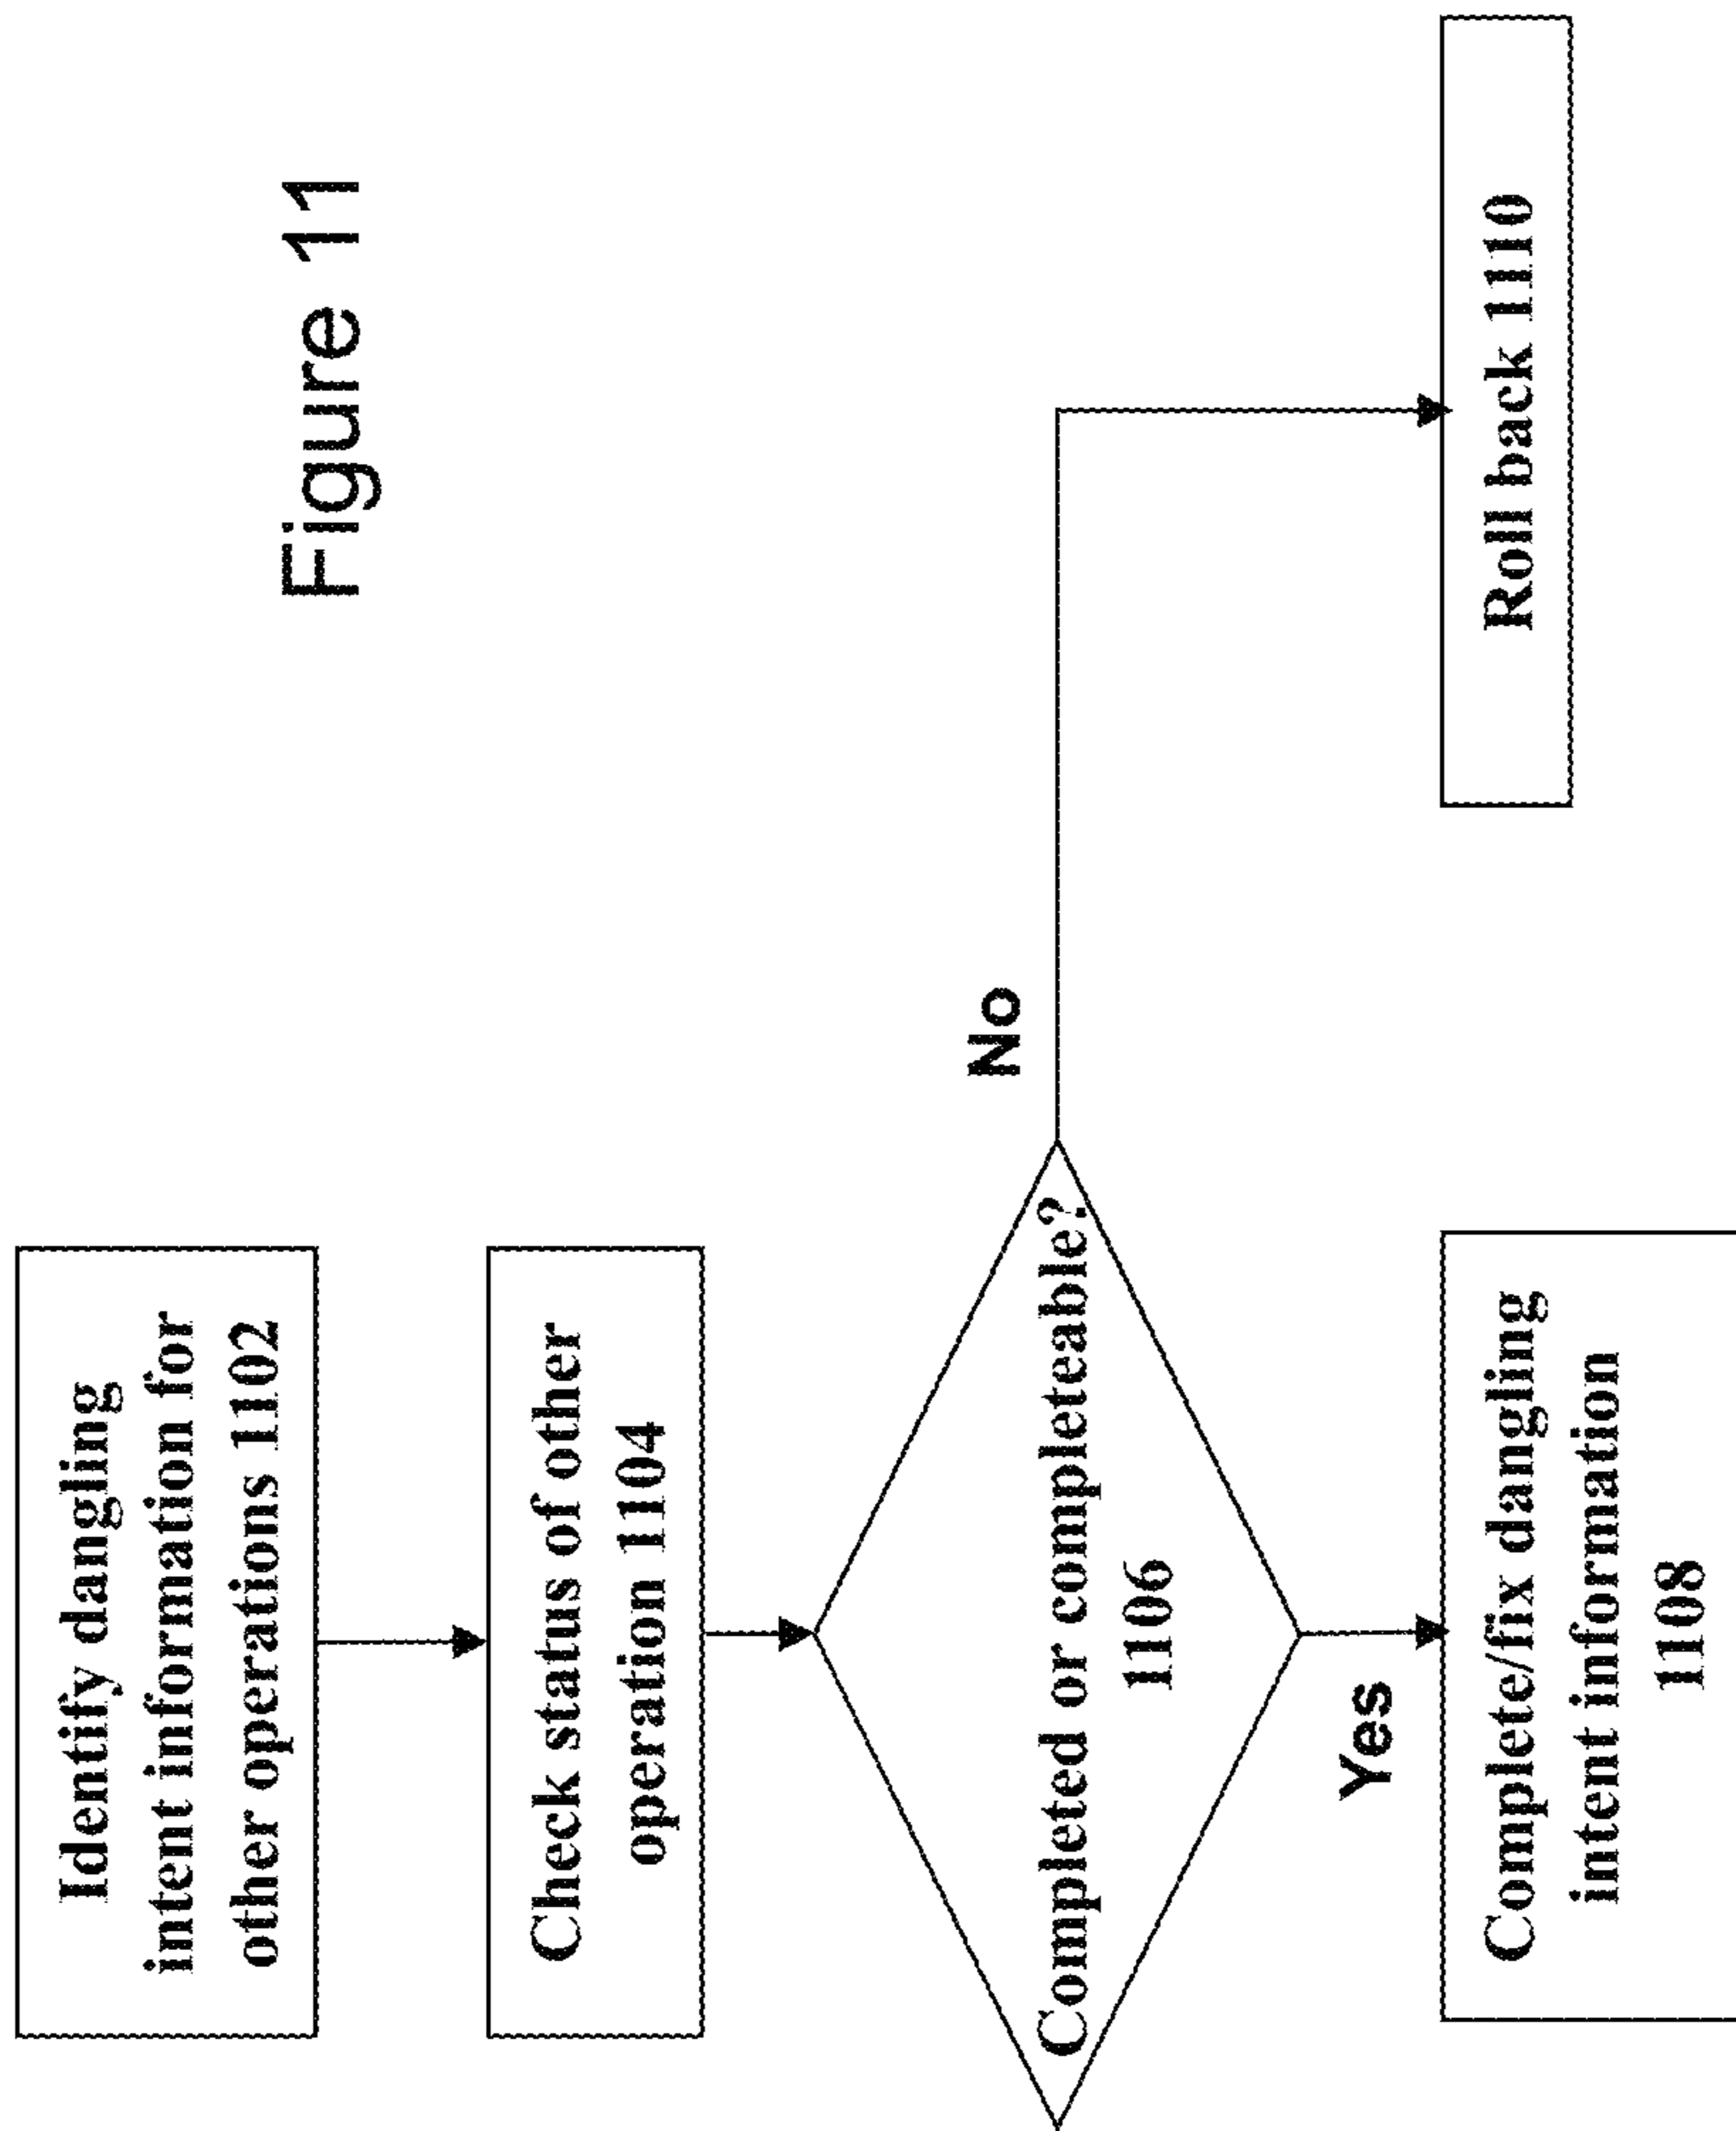 Figure 11
Identify dangling
intent information for
other operations 1102
Check status of other
operation 1104
Completed or completeable?
1106
No
Yes
Complete/fix dangling
intent information
1108
Roll back 1110